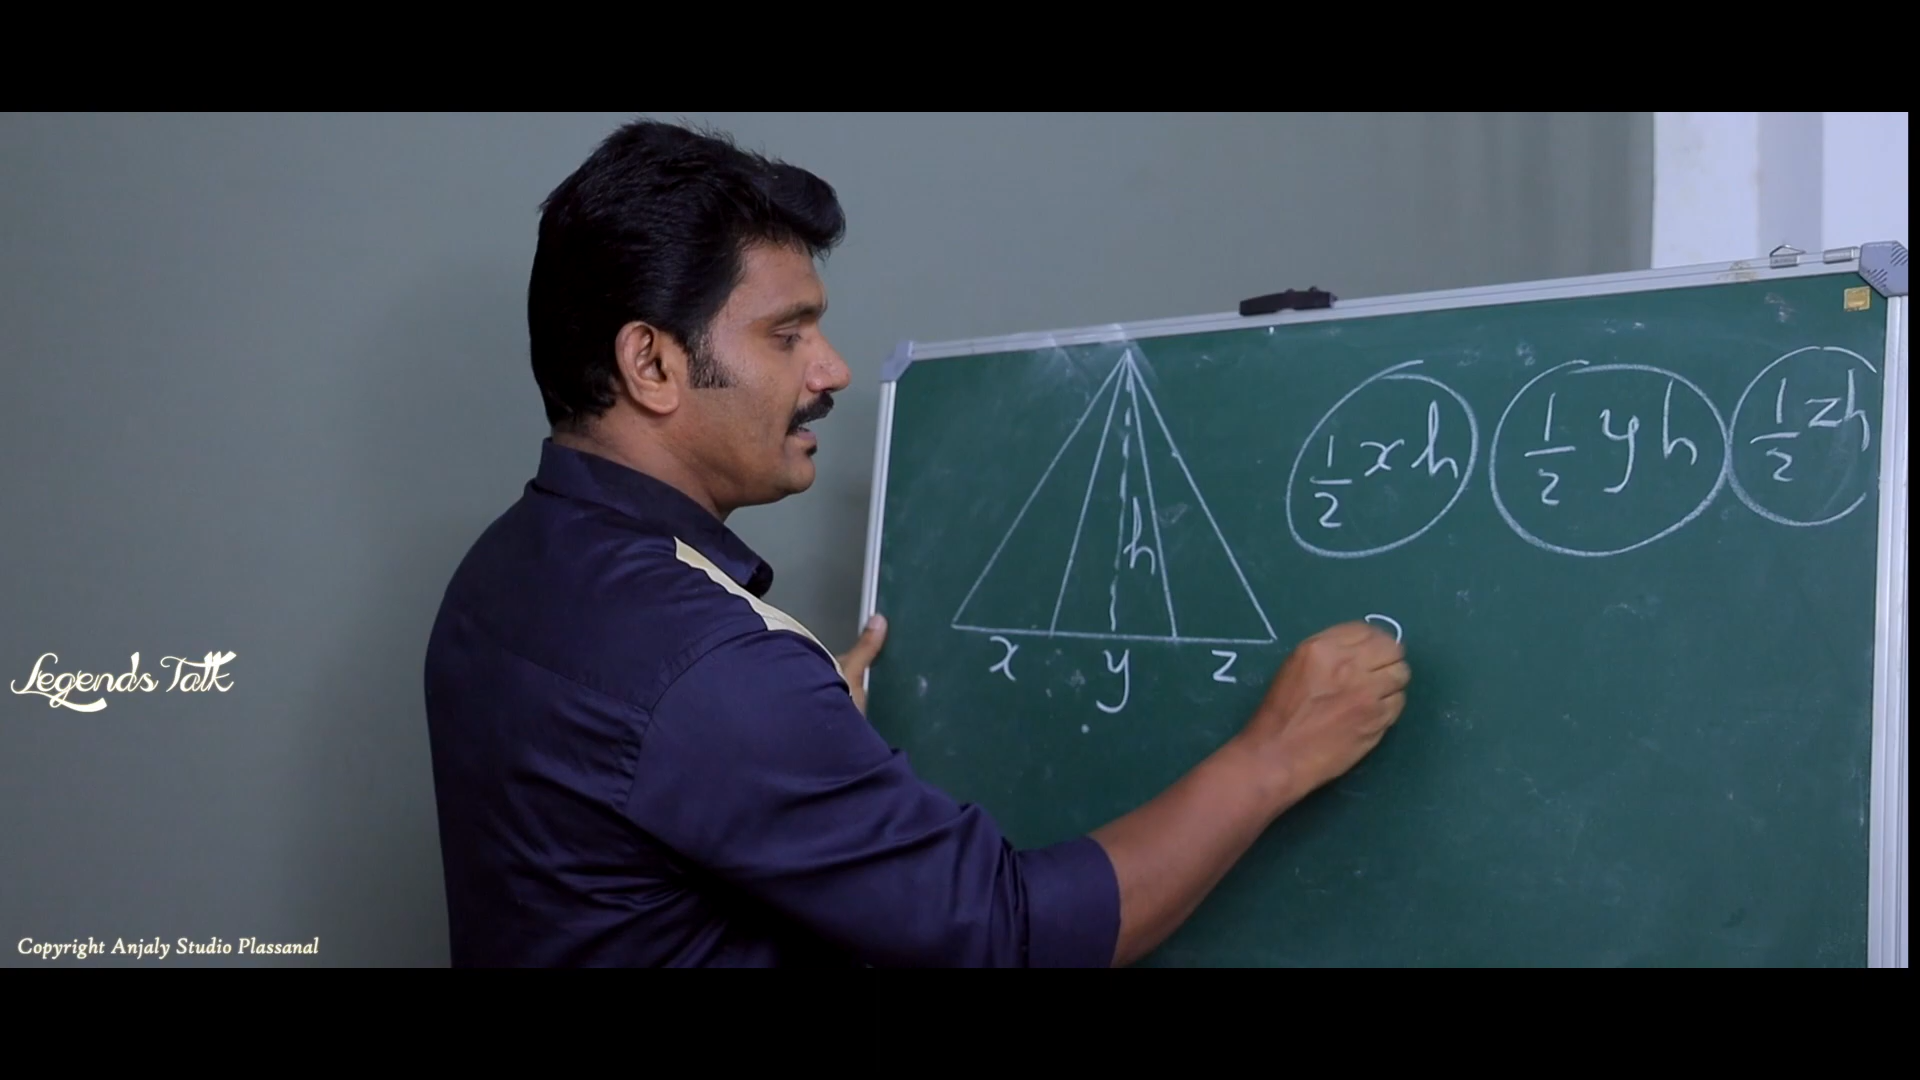 ½xh ½yh ½zh
h
x y z
Legends Talk
Copyright Anjaly Studio Plassanal